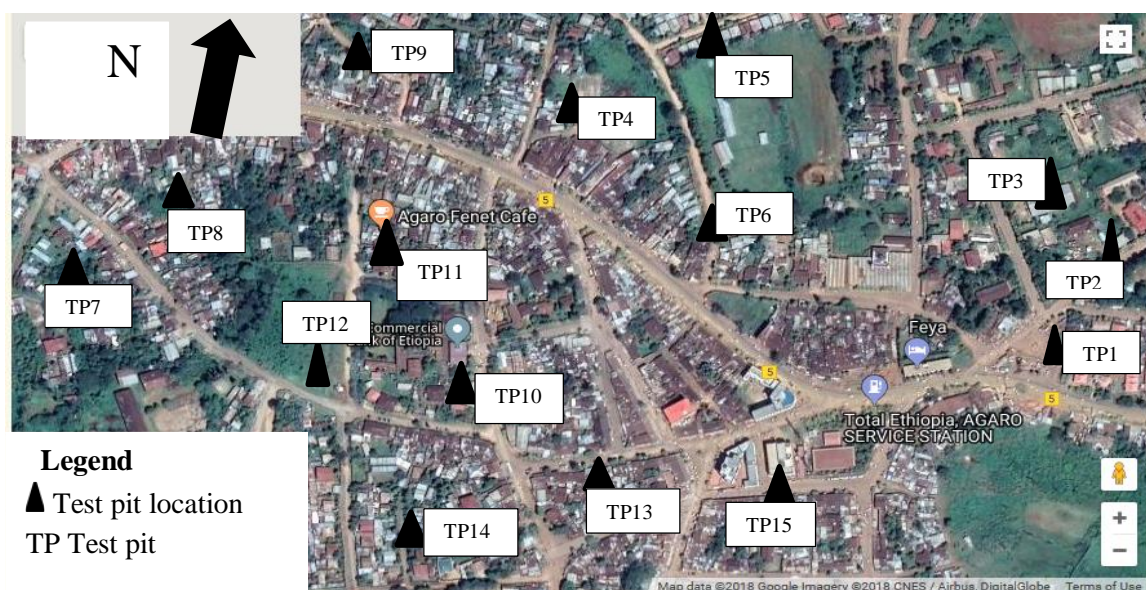 N
TP9
TP5
TP4
TP3
TP8
Agaro Fenet Cafe
5
TP6
TP11
TP2
TP7
TP12
Commercial
Bank of Etiopia
Feya
TP1
5
TP10
5
Total Ethiopia, AGARO
SERVICE STATION
Legend
Test pit location
TP Test pit
TP14
TP13
TP15
+
−
Map data ©2018 Google Imagery ©2018 CNES / Airbus, DigitalGlobe Terms of Use